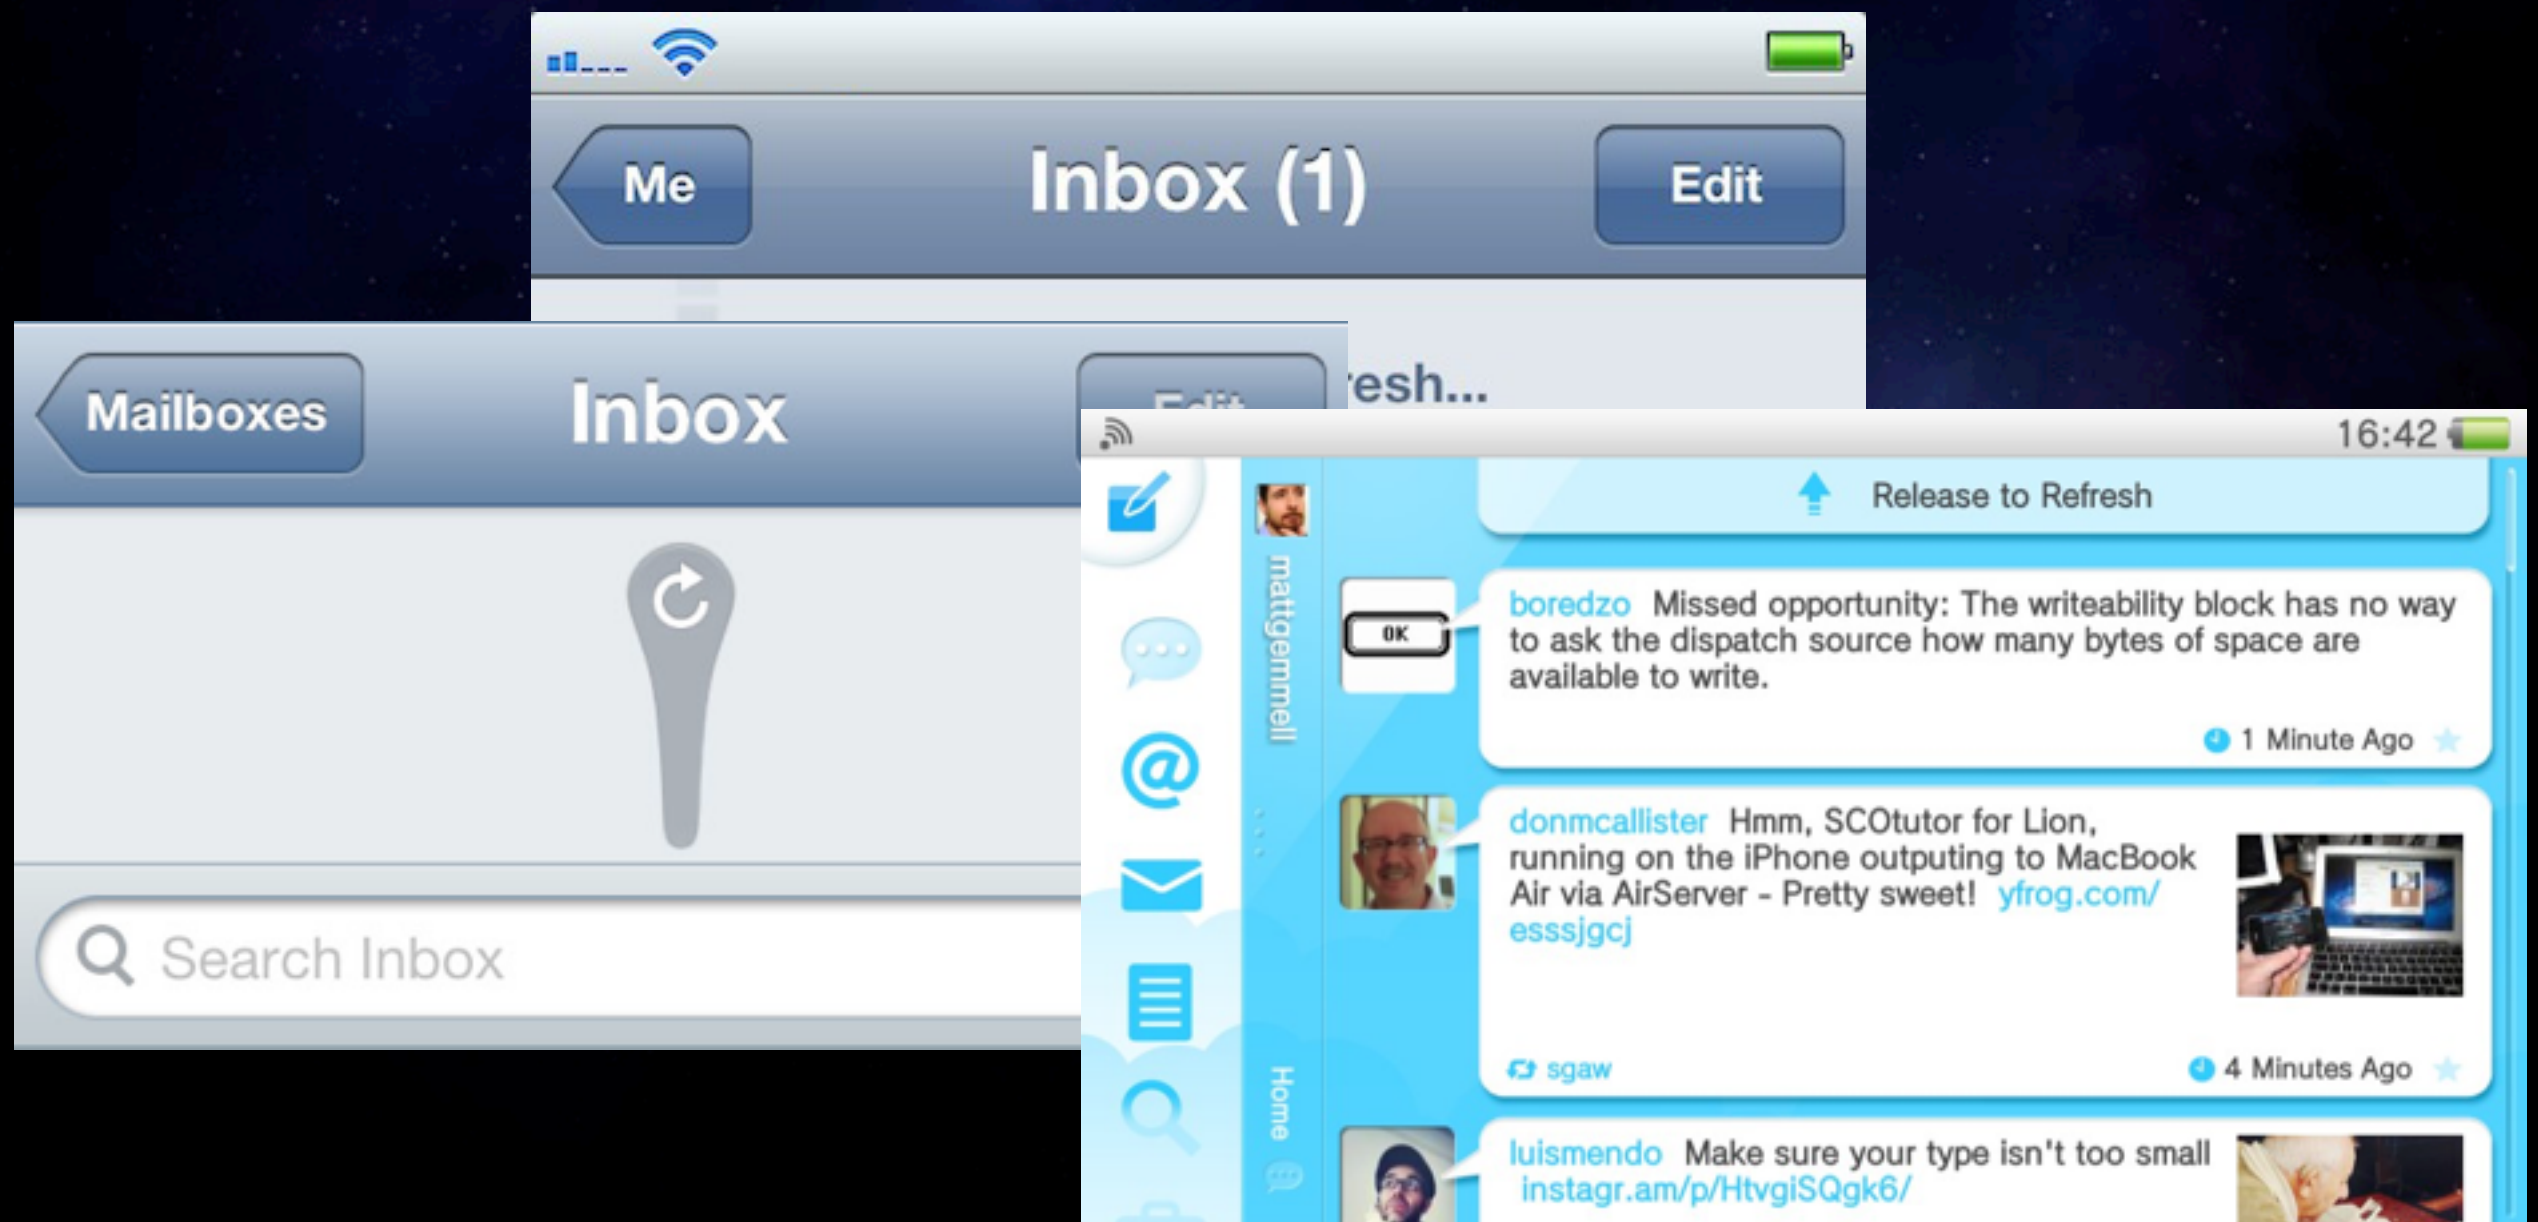 Me
Inbox (1)
Edit
resh...
Mailboxes
Inbox
Edit
Search Inbox
16:42
Release to Refresh
mattgemmell
Home
OK
boredzo Missed opportunity: The writeability block has no way
to ask the dispatch source how many bytes of space are
available to write.
1 Minute Ago
donmcallister Hmm, SCOtutor for Lion,
running on the iPhone outputing to MacBook
Air via AirServer - Pretty sweet! yfrog.com/
esssjgcj
sgaw
4 Minutes Ago
luismendo Make sure your type isn't too small
instagr.am/p/HtvgiSQgk6/